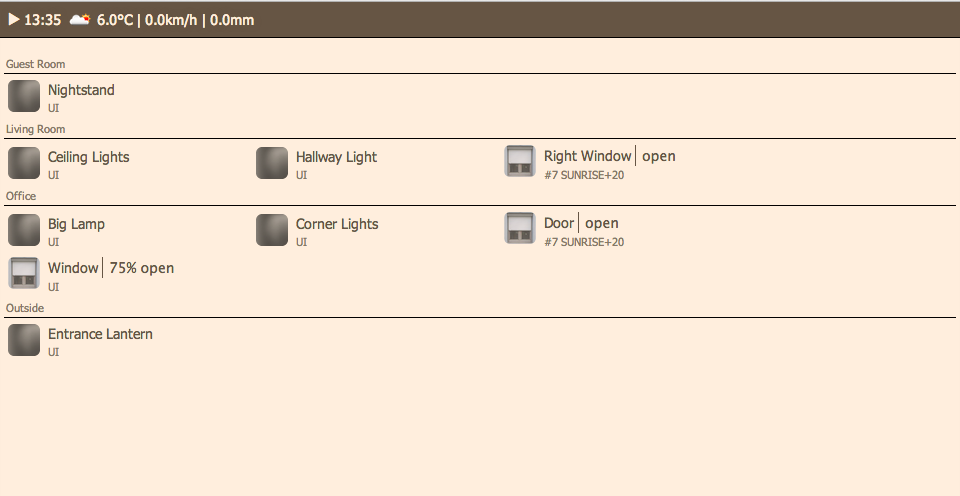 13:35 6.0°C | 0.0km/h | 0.0mm
Guest Room
Nightstand
UI
Living Room
Ceiling Lights Hallway Light Right Window | open
UI UI #7 SUNRISE+20
Office
Big Lamp Corner Lights Door | open
UI UI #7 SUNRISE+20
Window | 75% open
UI
Outside
Entrance Lantern
UI